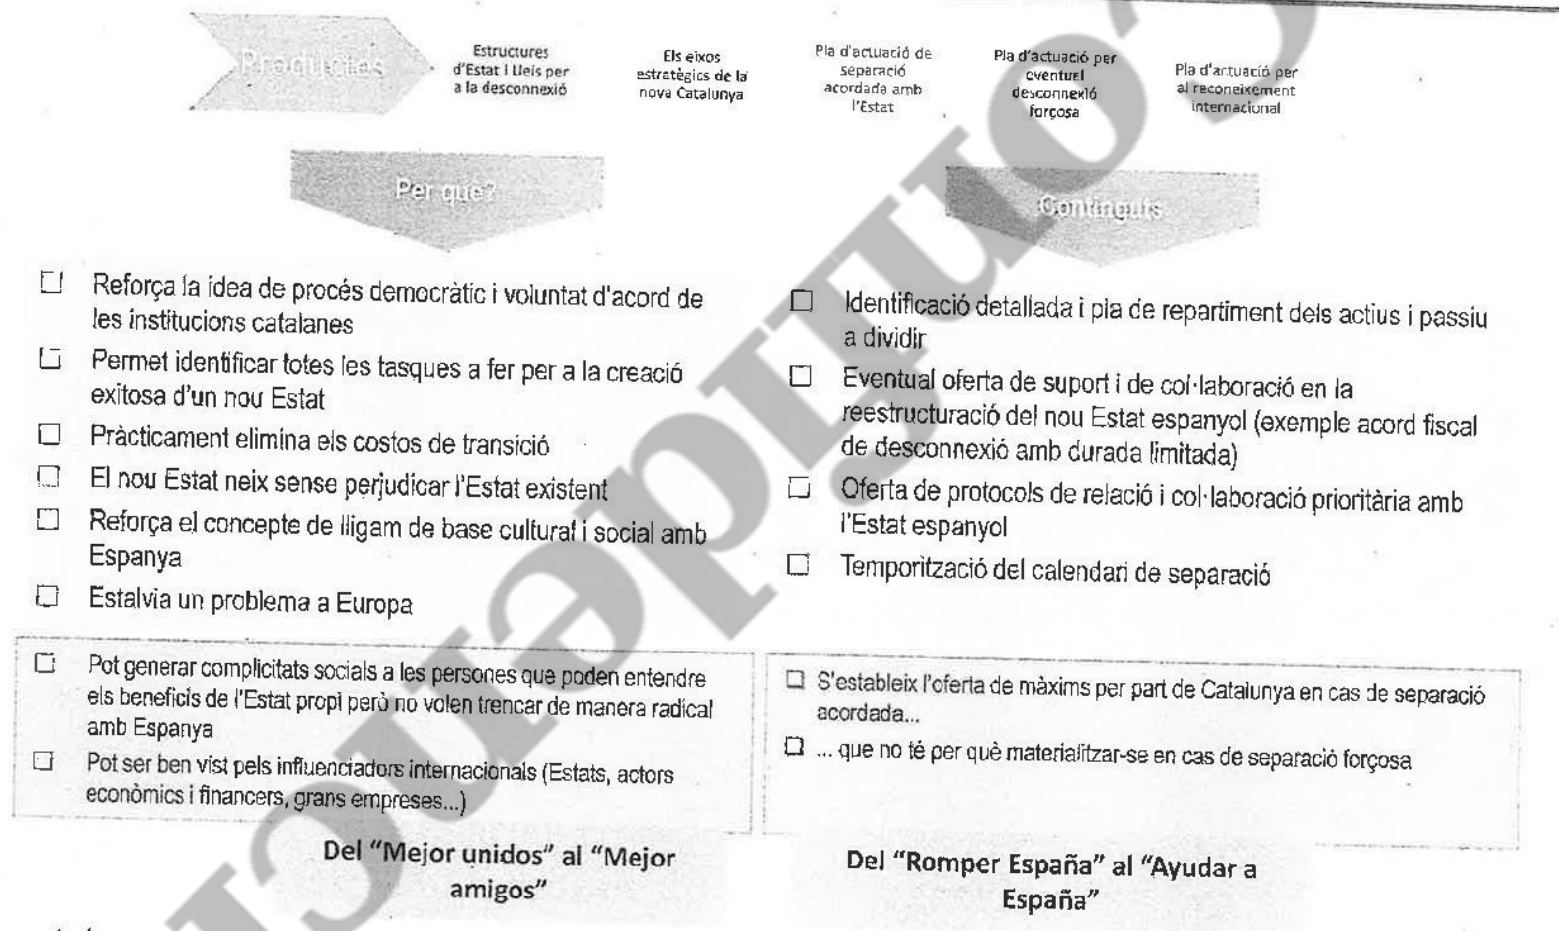 Productes
Estructures
d'Estat i lleis per
a la desconnexió
Els eixos
estratègics de la
nova Catalunya
Pla d'actuació de
separació
acordada amb
l'Estat
Pla d'actuació per
eventual
desconnexió
forçosa
Pla d'actuació per
al reconeixement
internacional
Per què?
☐ Reforça la idea de procés democràtic i voluntat d'acord de
les institucions catalanes
☐ Permet identificar totes les tasques a fer per a la creació
exitosa d'un nou Estat
☐ Pràcticament elimina els costos de transició
☐ El nou Estat neix sense perjudicar l'Estat existent
☐ Reforça el concepte de lligam de base cultural i social amb
Espanya
☐ Estalvia un problema a Europa
☐ Pot generar complicitats socials a les persones que poden entendre
els beneficis de l'Estat propi però no volen trencar de manera radical
amb Espanya
☐ Pot ser ben vist pels influenciadors internacionals (Estats, actors
econòmics i financers, grans empreses...)
Del "Mejor unidos" al "Mejor
amigos"
Continguts
☐ Identificació detallada i pla de repartiment dels actius i passiu
a dividir
☐ Eventual oferta de suport i de col·laboració en la
reestructuració del nou Estat espanyol (exemple acord fiscal
de desconnexió amb durada limitada)
☐ Oferta de protocols de relació i col·laboració prioritària amb
l'Estat espanyol
☐ Temporització del calendari de separació
☐ S'estableix l'oferta de màxims per part de Catalunya en cas de separació
acordada...
☐ ... que no té per què materialitzar-se en cas de separació forçosa
Del "Romper España" al "Ayudar a
España"